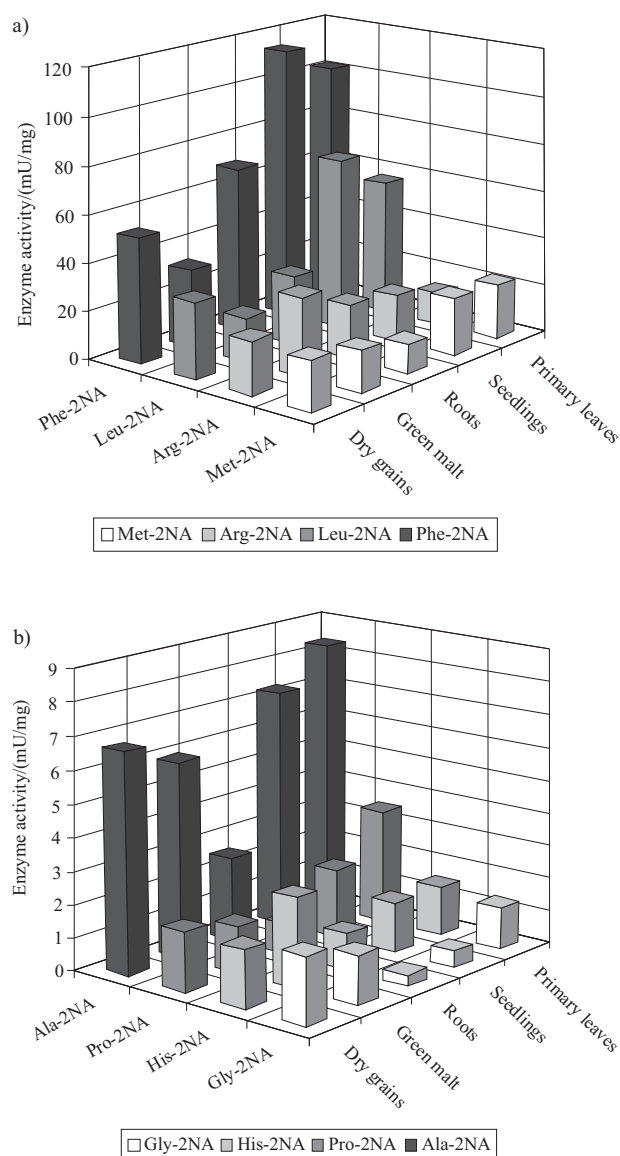 a)
Enzyme activity/(mU/mg)
120
100
80
60
40
20
0
Phe-2NA
Leu-2NA
Arg-2NA
Met-2NA
Dry grains
Green malt
Roots
Seedlings
Primary leaves
Met-2NA Arg-2NA Leu-2NA Phe-2NA
b)
Enzyme activity/(mU/mg)
9
8
7
6
5
4
3
2
1
0
Ala-2NA
Pro-2NA
His-2NA
Gly-2NA
Dry grains
Green malt
Roots
Seedlings
Primary leaves
Gly-2NA His-2NA Pro-2NA Ala-2NA